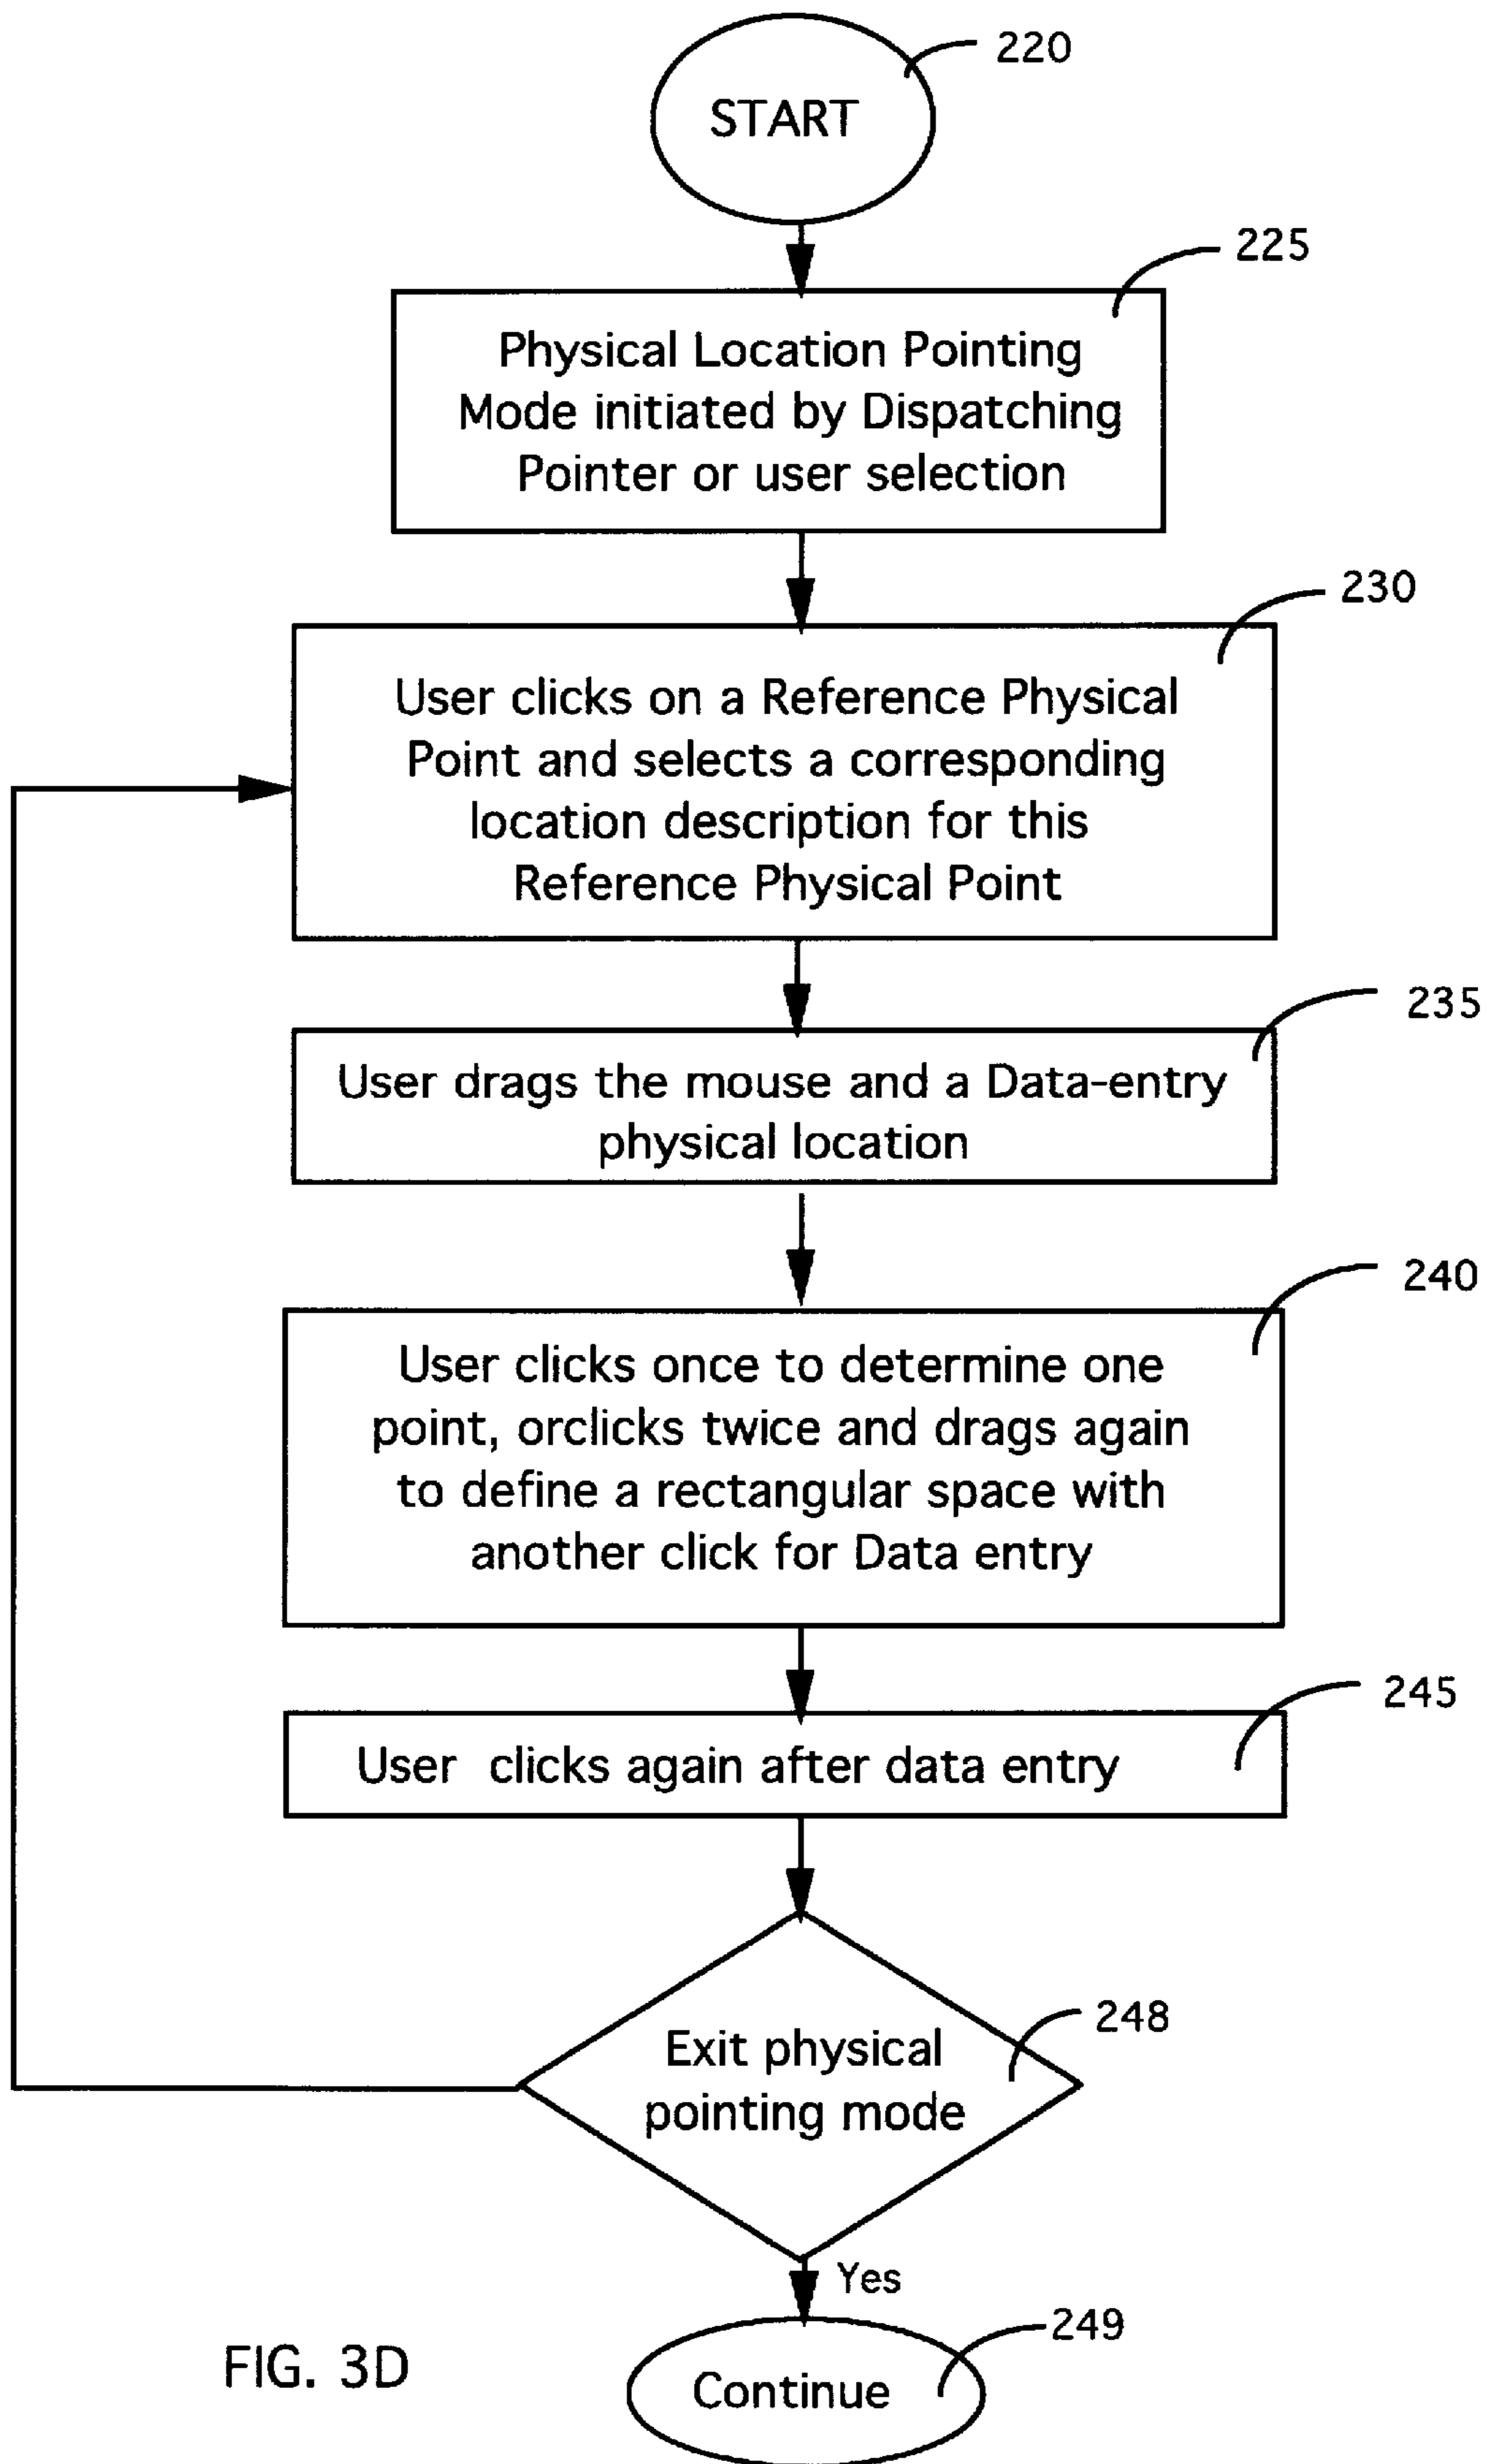 220
START
225
Physical Location Pointing
Mode initiated by Dispatching
Pointer or user selection
230
User clicks on a Reference Physical
Point and selects a corresponding
location description for this
Reference Physical Point
235
User drags the mouse and a Data-entry
physical location
240
User clicks once to determine one
point, orclicks twice and drags again
to define a rectangular space with
another click for Data entry
245
User clicks again after data entry
248
Exit physical
pointing mode
Yes
249
Continue
FIG. 3D